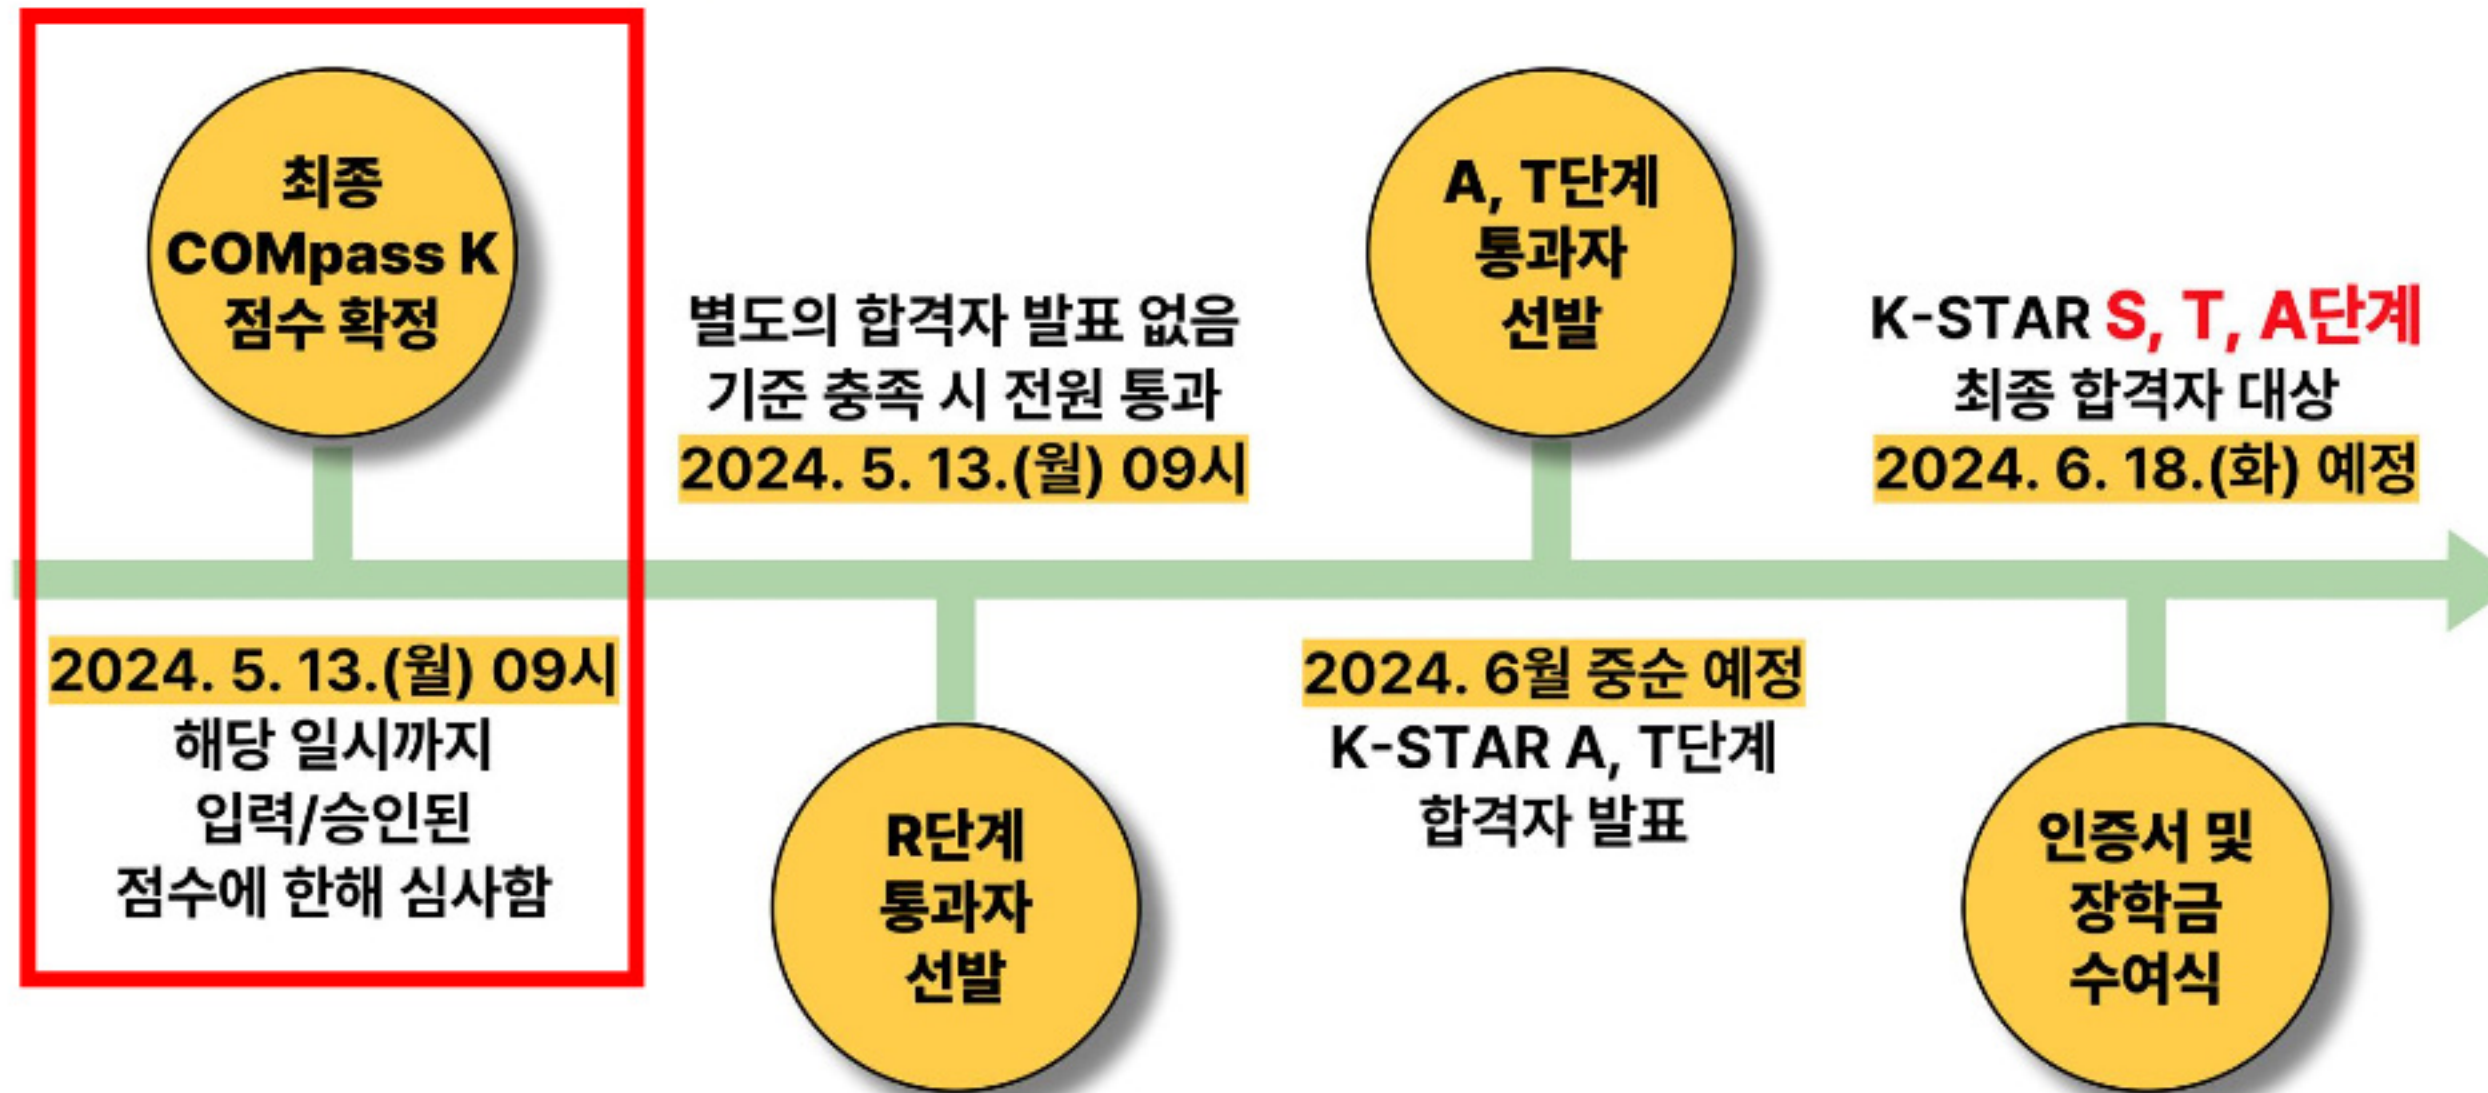 최종
COMpass K
점수 확정
2024. 5. 13.(월) 09시
해당 일시까지
입력/승인된
점수에 한해 심사함
별도의 합격자 발표 없음
기준 충족 시 전원 통과
2024. 5. 13.(월) 09시
R단계
통과자
선발
A, T단계
통과자
선발
2024. 6월 중순 예정
K-STAR A, T단계
합격자 발표
K-STAR S, T, A단계
최종 합격자 대상
2024. 6. 18.(화) 예정
인증서 및
장학금
수여식